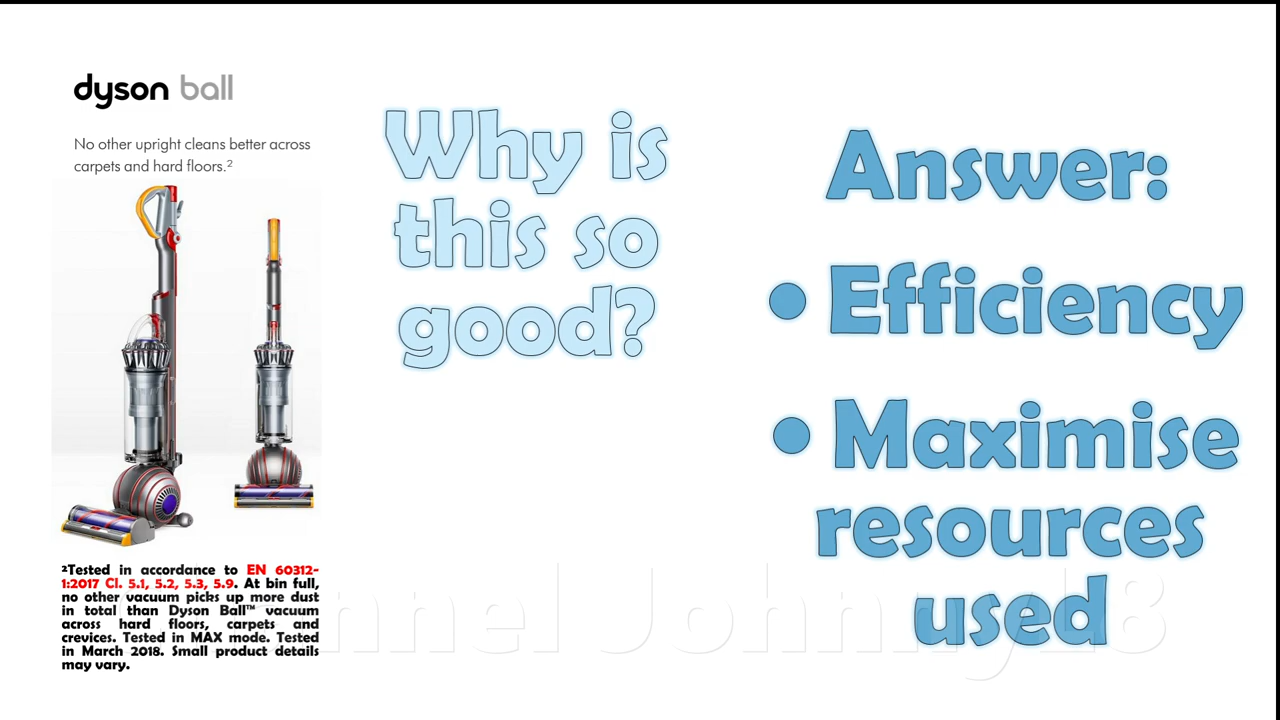 dyson ball
No other upright cleans better across
carpets and hard floors.²
²Tested in accordance to EN 60312-
1:2017 Cl. 5.1, 5.2, 5.3, 5.9. At bin full,
no other vacuum picks up more dust
in total than Dyson Ball™ vacuum
across hard floors, carpets and
crevices. Tested in MAX mode. Tested
in March 2018. Small product details
may vary.
Why is
this so
good?
Answer:
• Efficiency
• Maximise
resources
used